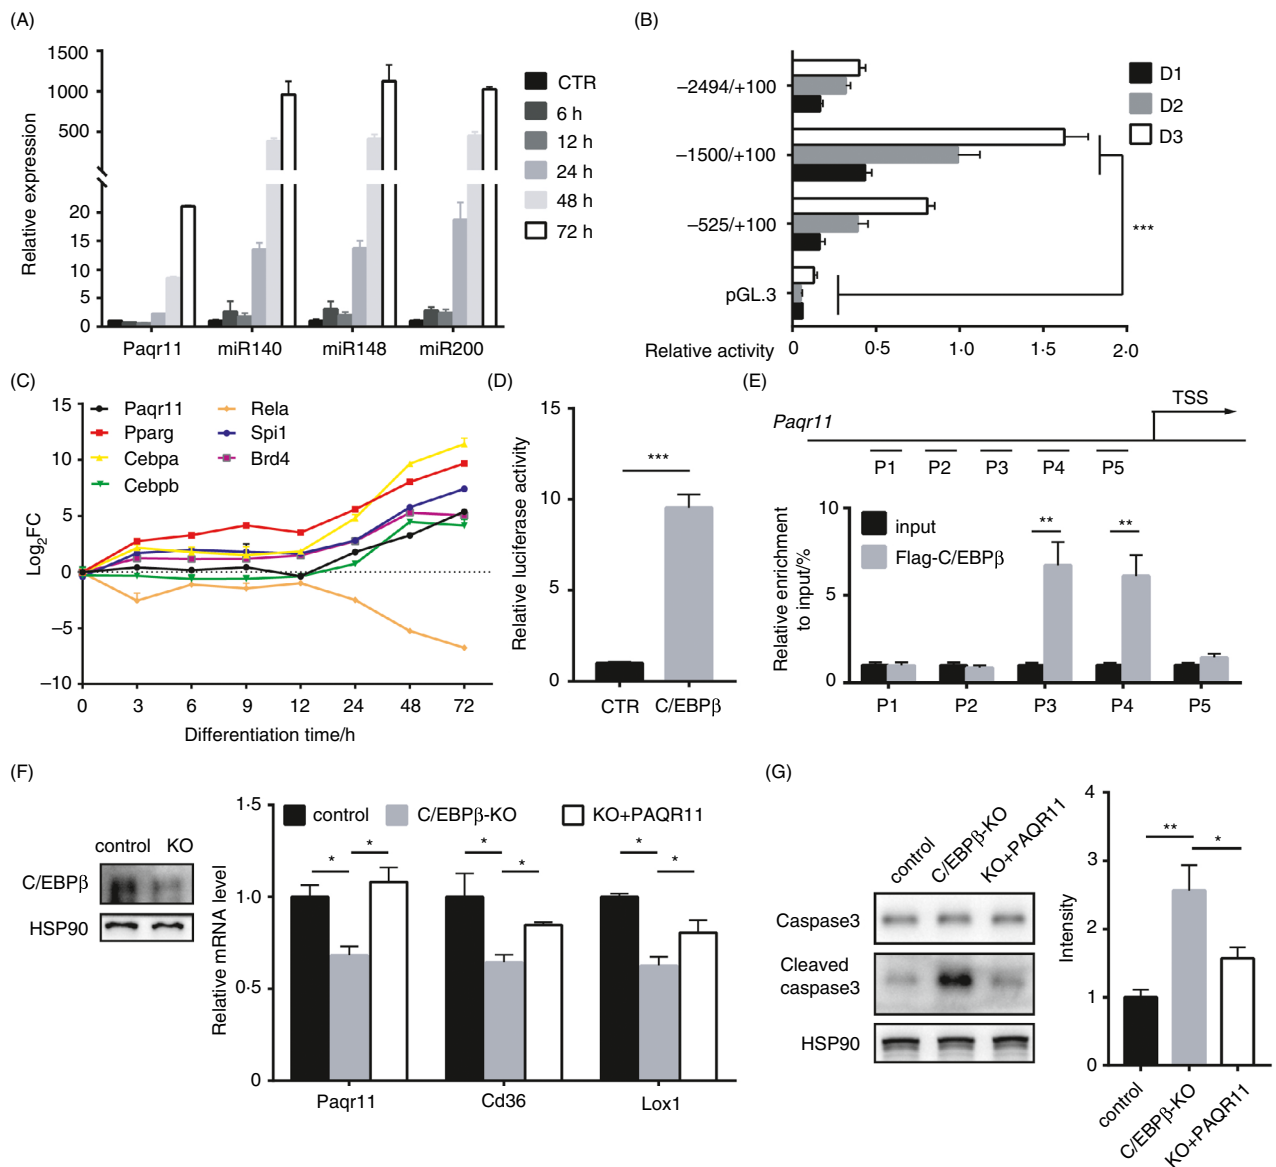 (A)
1500
1000
500
20
15
10
5
0
Relative expression
Paqr11
miR140
miR148
miR200
CTR
6 h
12 h
24 h
48 h
72 h
(B)
–2494/+100
–1500/+100
–525/+100
pGL.3
Relative activity
0
0·5
1·0
1·5
2·0
D1
D2
D3
***
(C)
15
10
5
0
–5
–10
Log2FC
Paqr11
Pparg
Cebpa
Cebpb
Rela
Spi1
Brd4
0
3
6
9
12
24
48
72
Differentiation time/h
(D)
15
10
5
0
Relative luciferase activity
***
CTR
C/EBPβ
(E)
Paqr11
TSS
P1
P2
P3
P4
P5
10
5
0
Relative enrichment
to input/%
input
Flag-C/EBPβ
**
**
P1
P2
P3
P4
P5
(F)
control
KO
C/EBPβ
HSP90
1·5
1·0
0·5
0
Relative mRNA level
control
C/EBPβ-KO
KO+PAQR11
*
*
*
*
*
*
Paqr11
Cd36
Lox1
(G)
control
C/EBPβ-KO
KO+PAQR11
Caspase3
Cleaved
caspase3
HSP90
4
3
2
1
0
Intensity
**
*
control
C/EBPβ-KO
KO+PAQR11